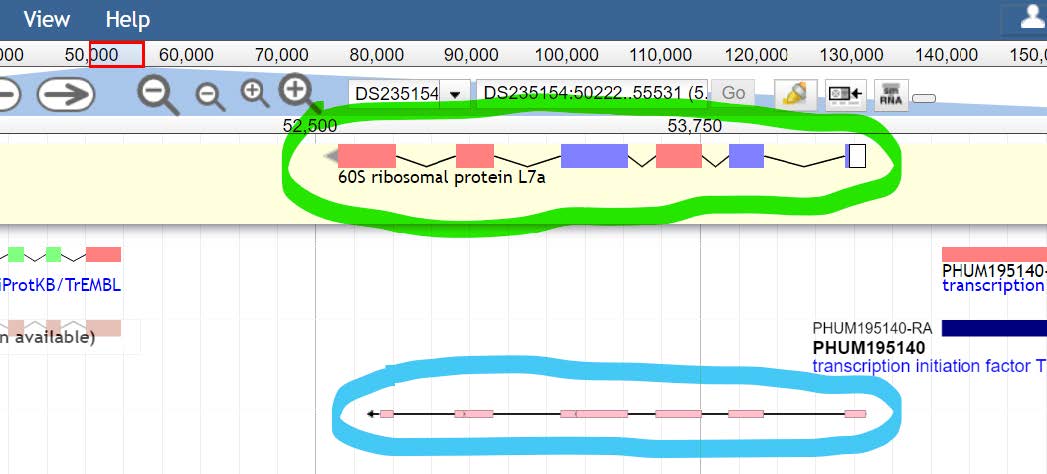 View Help
000 50,000 60,000 70,000 80,000 90,000 100,000 110,000 120,000 130,000 140,000 150,0
DS235154 DS235154:50222..55531 (5. Go
RNA
52,500 53,750
60S ribosomal protein L7a
iProtKB/TrEMBL
PHUM195140-
transcription
n available)
PHUM195140-RA
PHUM195140
transcription initiation factor T